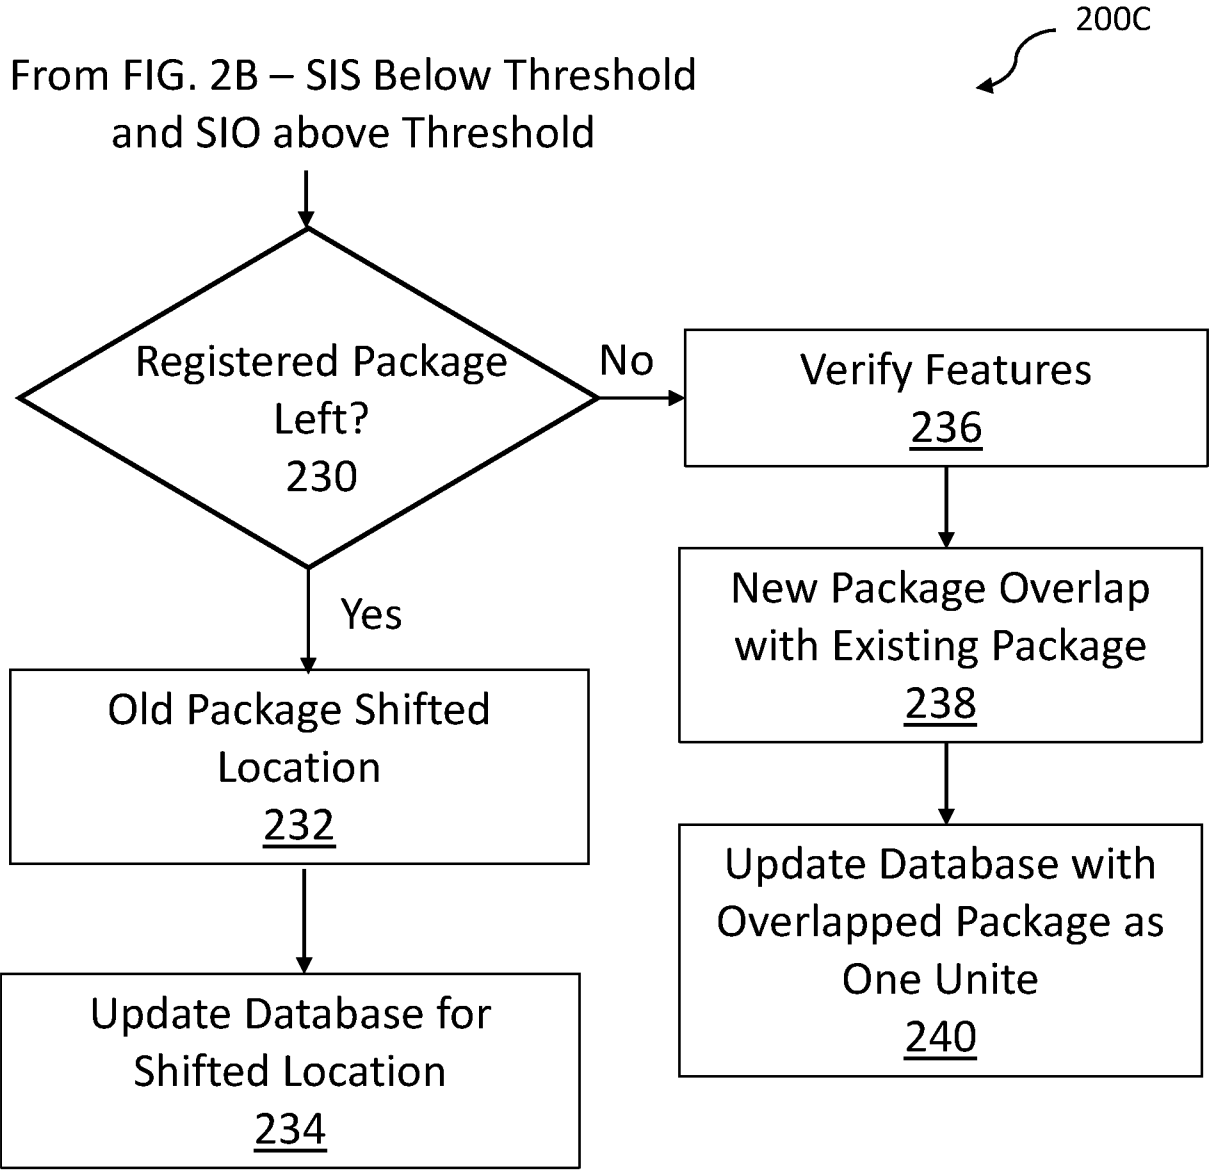 200C
From FIG. 2B – SIS Below Threshold
and SIO above Threshold
Registered Package
Left?
230
No
Yes
Verify Features
236
New Package Overlap
with Existing Package
238
Old Package Shifted
Location
232
Update Database with
Overlapped Package as
One Unite
240
Update Database for
Shifted Location
234